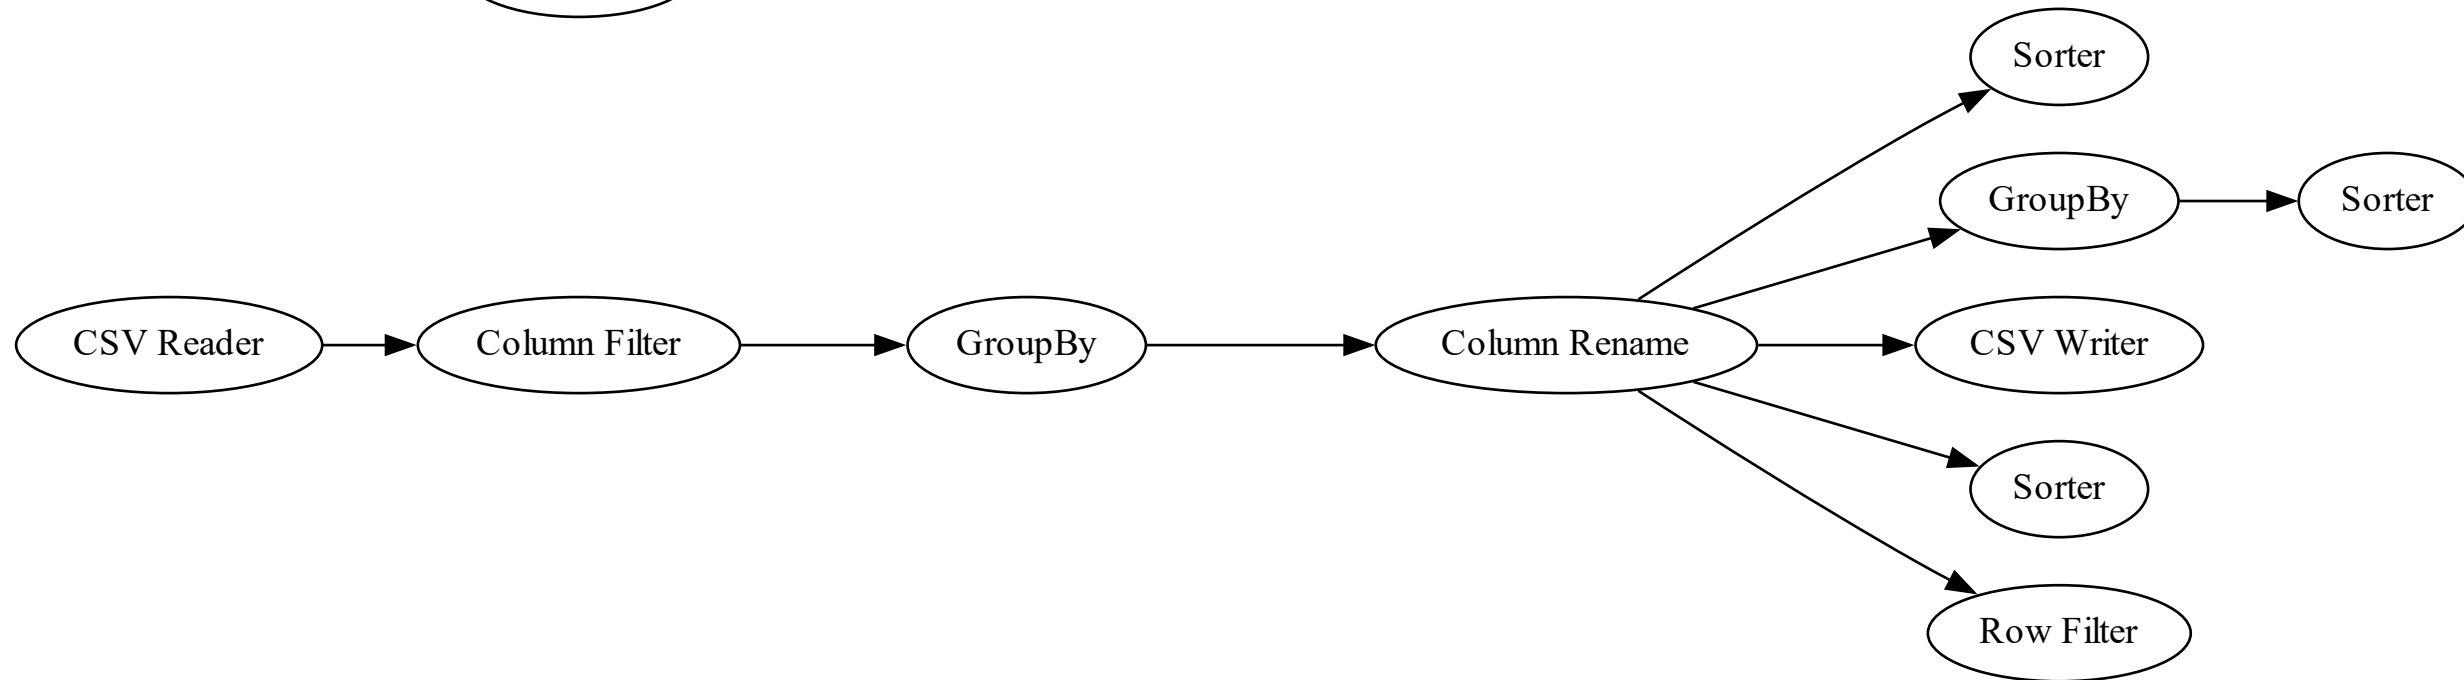 Sorter
GroupBy
Sorter
CSV Reader
Column Filter
GroupBy
Column Rename
CSV Writer
Sorter
Row Filter